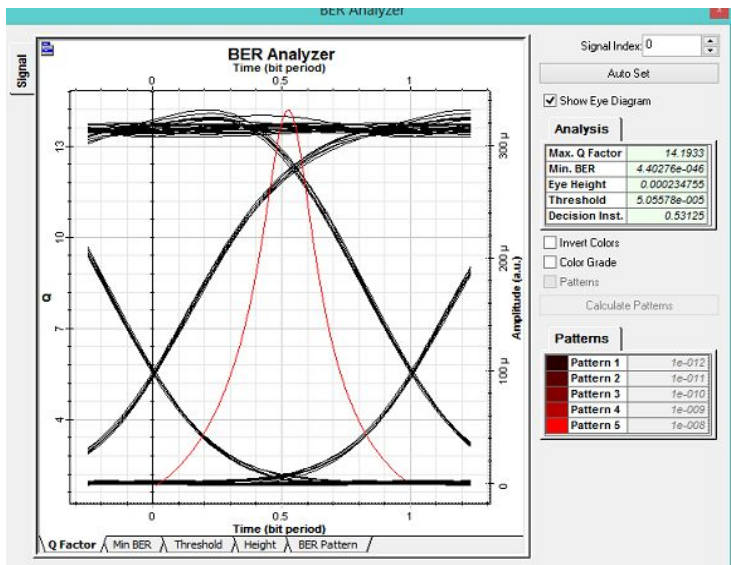 BER Analyzer
x
Signal
BER Analyzer
Time (bit period)
0 0.5 1
Q
13
10
7
4
Amplitude (a.u.)
300 µ
200 µ
100 µ
0
0 0.5 1
Time (bit period)
Q Factor Min BER Threshold Height BER Pattern
Signal Index: 0
Auto Set
Show Eye Diagram
Analysis
Max. Q Factor 14.1933
Min. BER 4.40276e-046
Eye Height 0.000234755
Threshold 5.05578e-005
Decision Inst. 0.53125
Invert Colors
Color Grade
Patterns
Calculate Patterns
Patterns
Pattern 1 1e-012
Pattern 2 1e-011
Pattern 3 1e-010
Pattern 4 1e-009
Pattern 5 1e-008